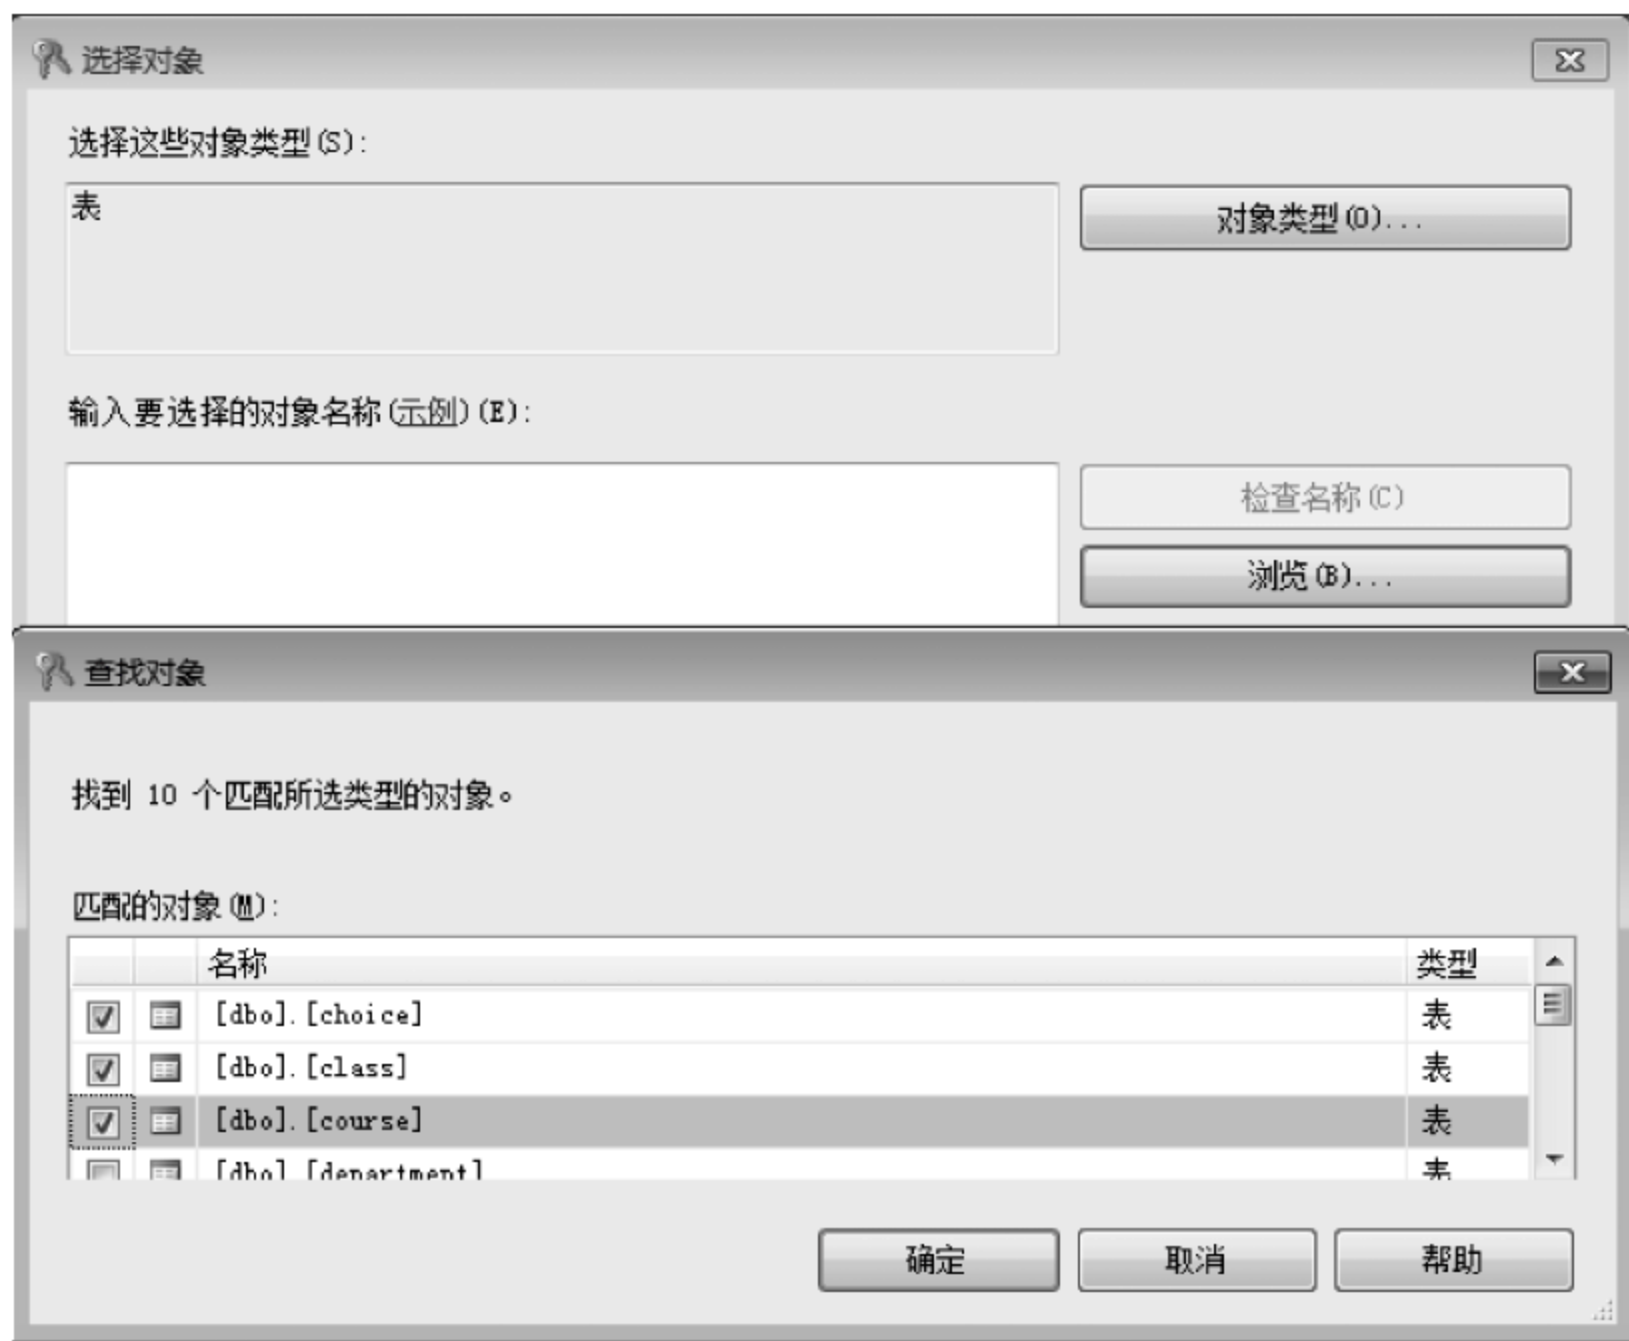 选择对象
选择这些对象类型(S):
表
对象类型(O)...
输入要选择的对象名称(示例)(E):
检查名称(C)
浏览(B)...
查找对象
找到 10 个匹配所选类型的对象。
匹配的对象(M):
名称 类型
[dbo].[choice] 表
[dbo].[class] 表
[dbo].[course] 表
[dbo].[department] 表
确定 取消 帮助